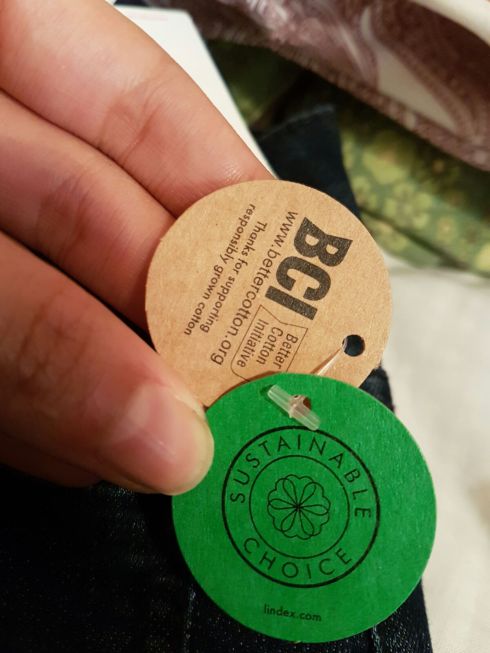 BCI
Better
Cotton
Initiative
www.bettercotton.org
Thanks for supporting
responsibly grown cotton
SUSTAINABLE
CHOICE
lindex.com